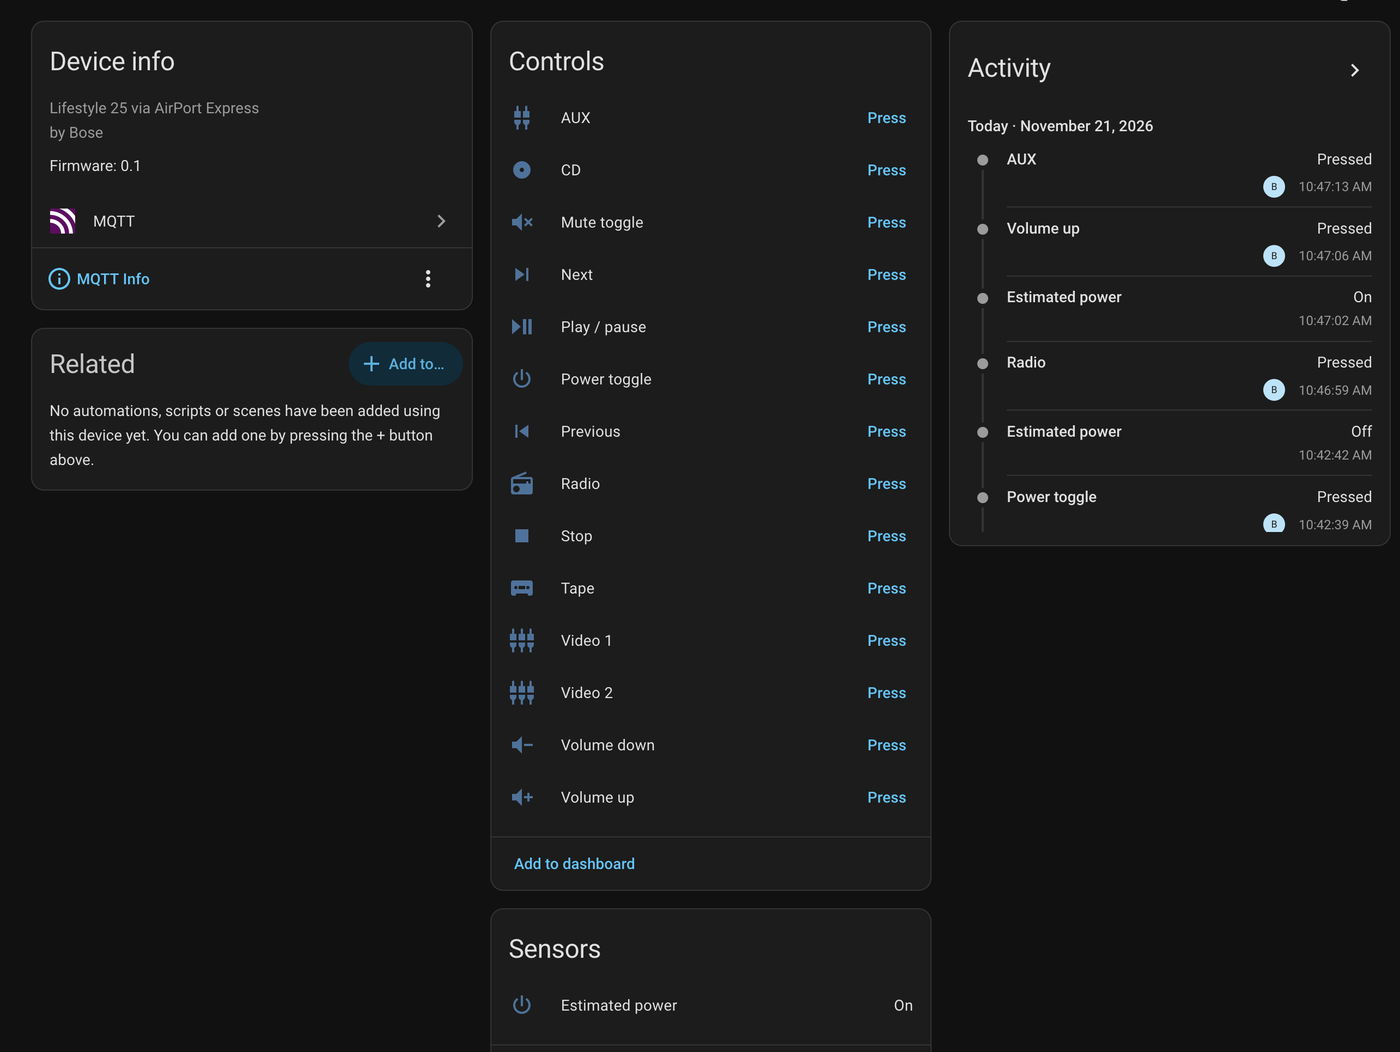 Device info
Lifestyle 25 via AirPort Express
by Bose
Firmware: 0.1
MQTT
MQTT Info
Related
Add to...
No automations, scripts or scenes have been added using
this device yet. You can add one by pressing the + button
above.
Controls
AUX Press
CD Press
Mute toggle Press
Next Press
Play / pause Press
Power toggle Press
Previous Press
Radio Press
Stop Press
Tape Press
Video 1 Press
Video 2 Press
Volume down Press
Volume up Press
Add to dashboard
Sensors
Estimated power On
Activity
Today · November 21, 2026
AUX Pressed
B 10:47:13 AM
Volume up Pressed
B 10:47:06 AM
Estimated power On
10:47:02 AM
Radio Pressed
B 10:46:59 AM
Estimated power Off
10:42:42 AM
Power toggle Pressed
B 10:42:39 AM